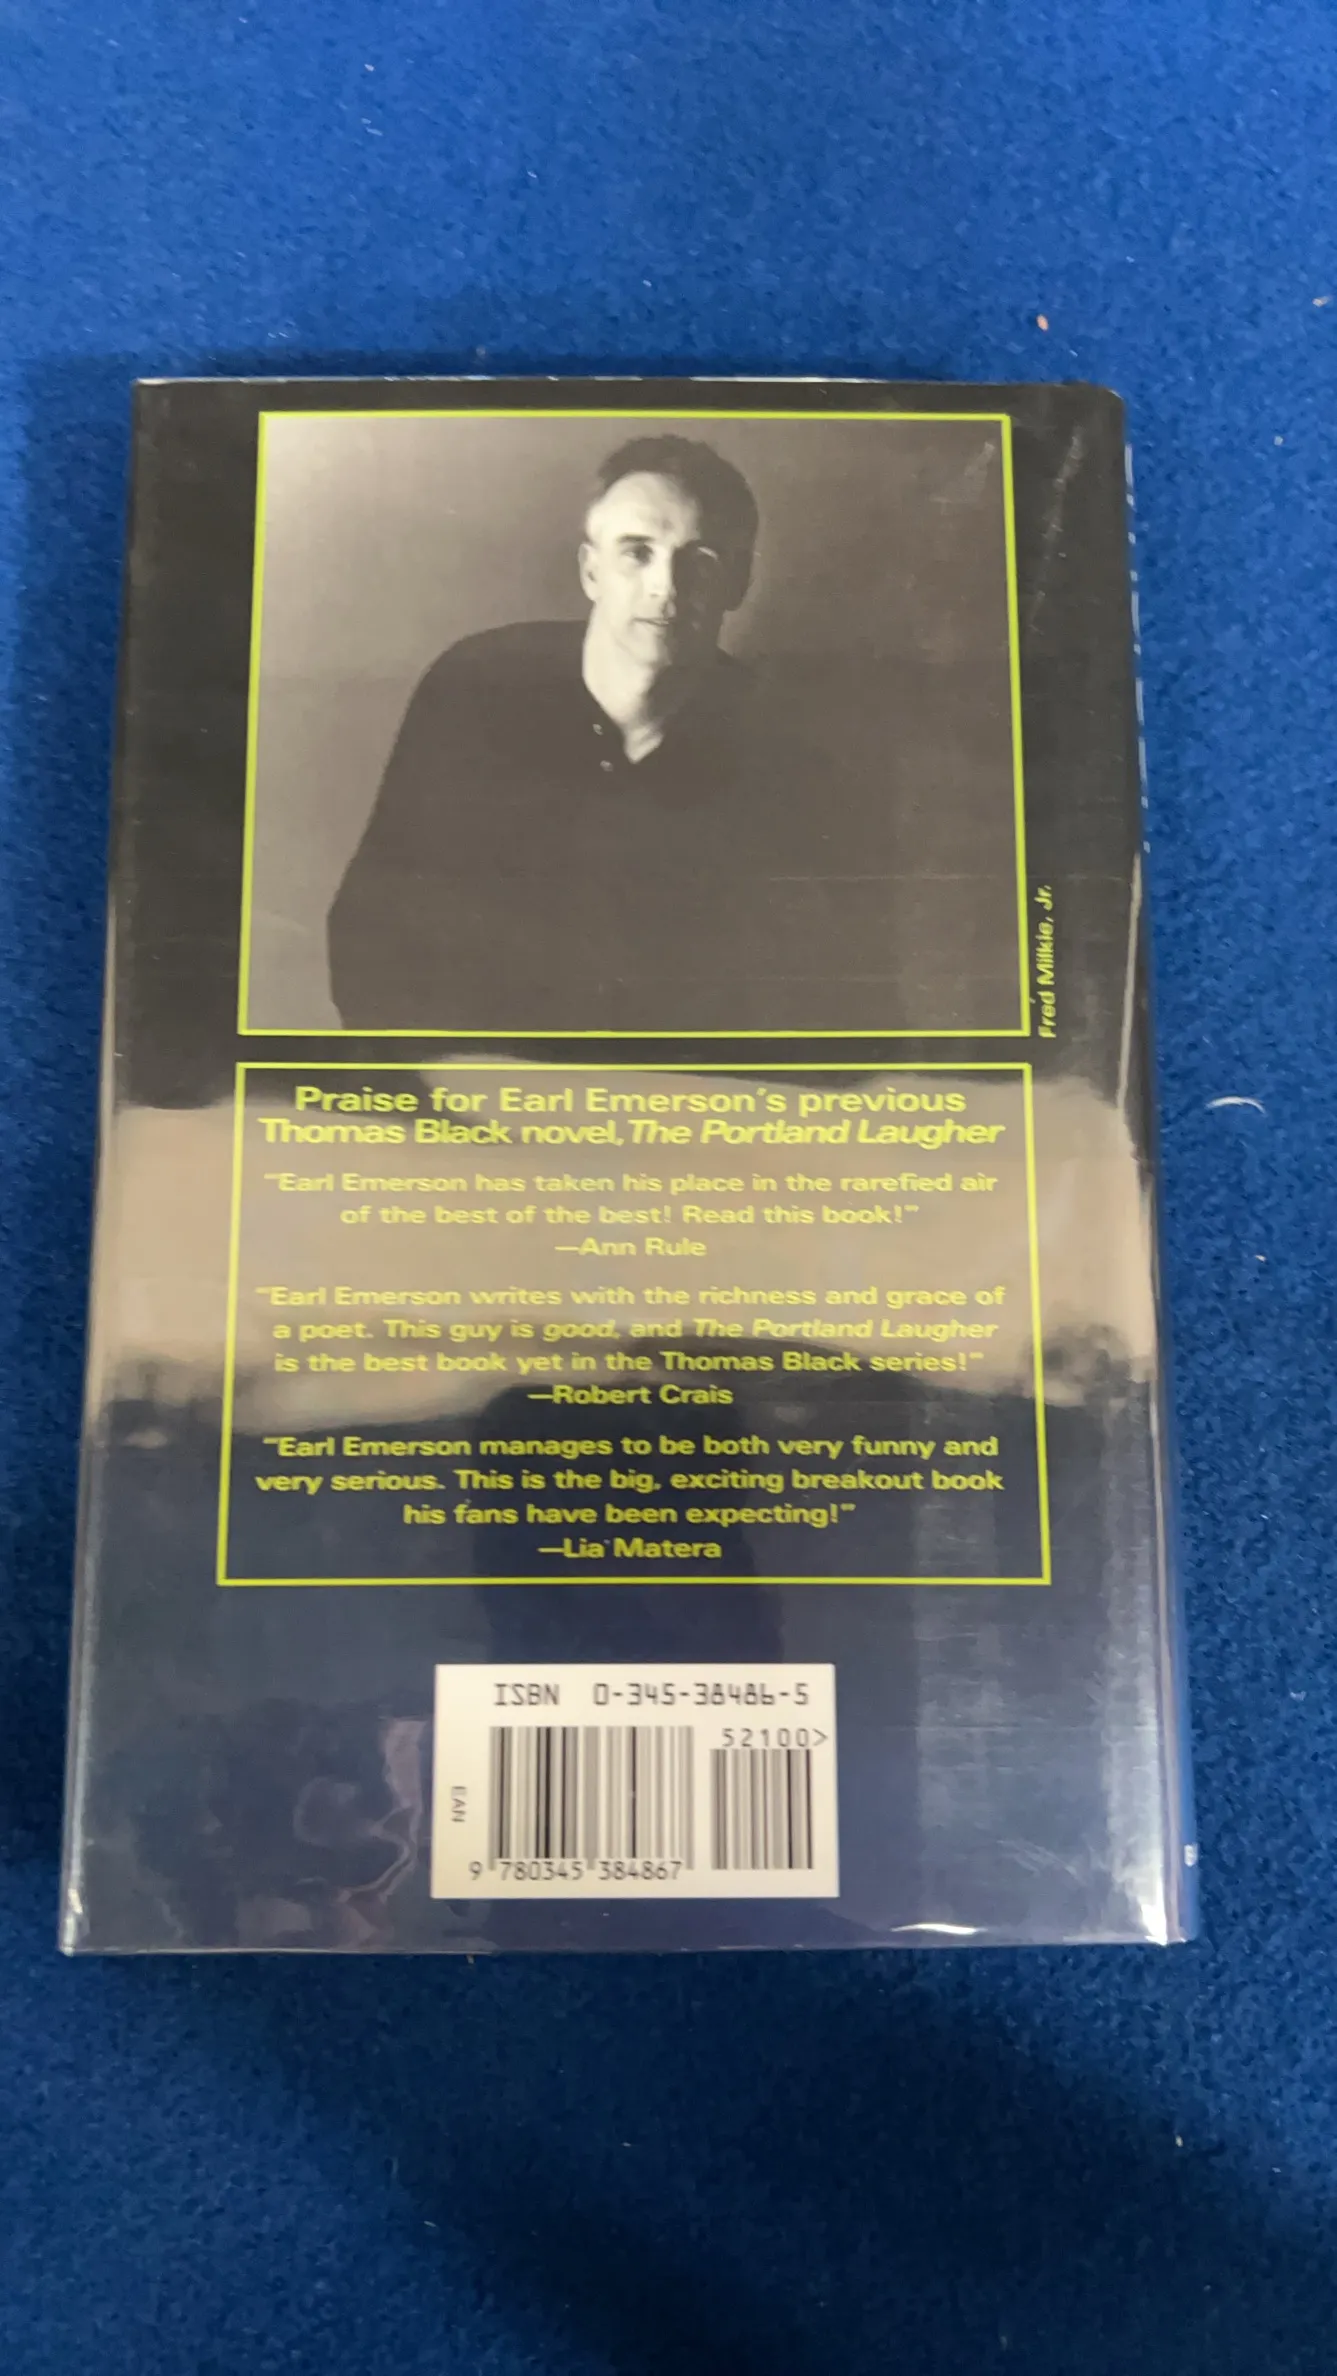 Fred Milkie, Jr.
Praise for Earl Emerson's previous
Thomas Black novel, The Portland Laugher
"Earl Emerson has taken his place in the rarefied air
of the best of the best! Read this book!"
—Ann Rule
"Earl Emerson writes with the richness and grace of
a poet. This guy is good, and The Portland Laugher
is the best book yet in the Thomas Black series!"
—Robert Crais
"Earl Emerson manages to be both very funny and
very serious. This is the big, exciting breakout book
his fans have been expecting!"
—Lia Matera
ISBN 0-345-38486-5
52100>
EAN
9 780345 384867